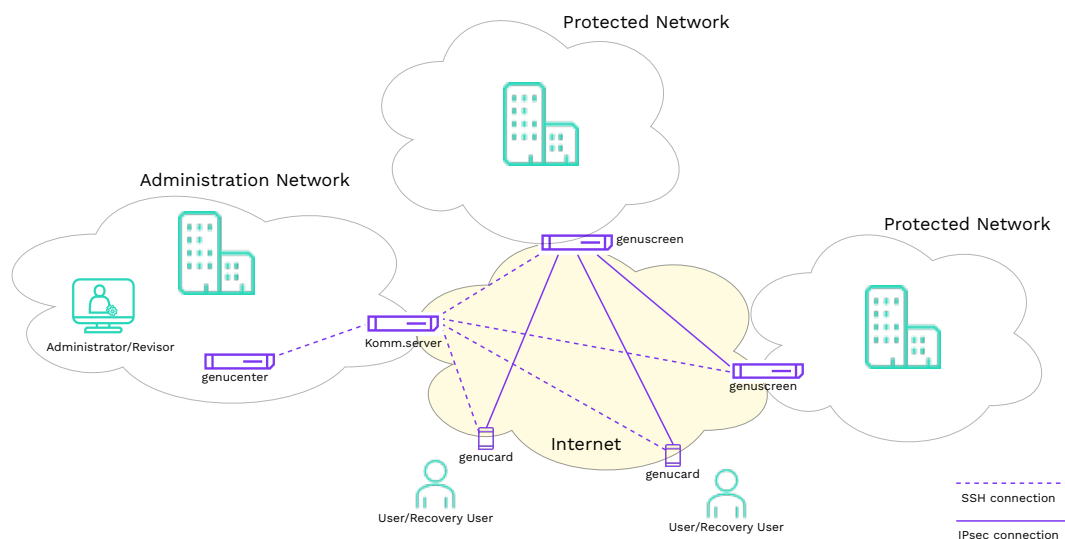 Protected Network
Administration Network
Protected Network
genuscreen
Komm.server
Administrator/Revisor
genucenter
genuscreen
Internet
genucard
genucard
User/Recovery User
User/Recovery User
SSH connection
IPsec connection